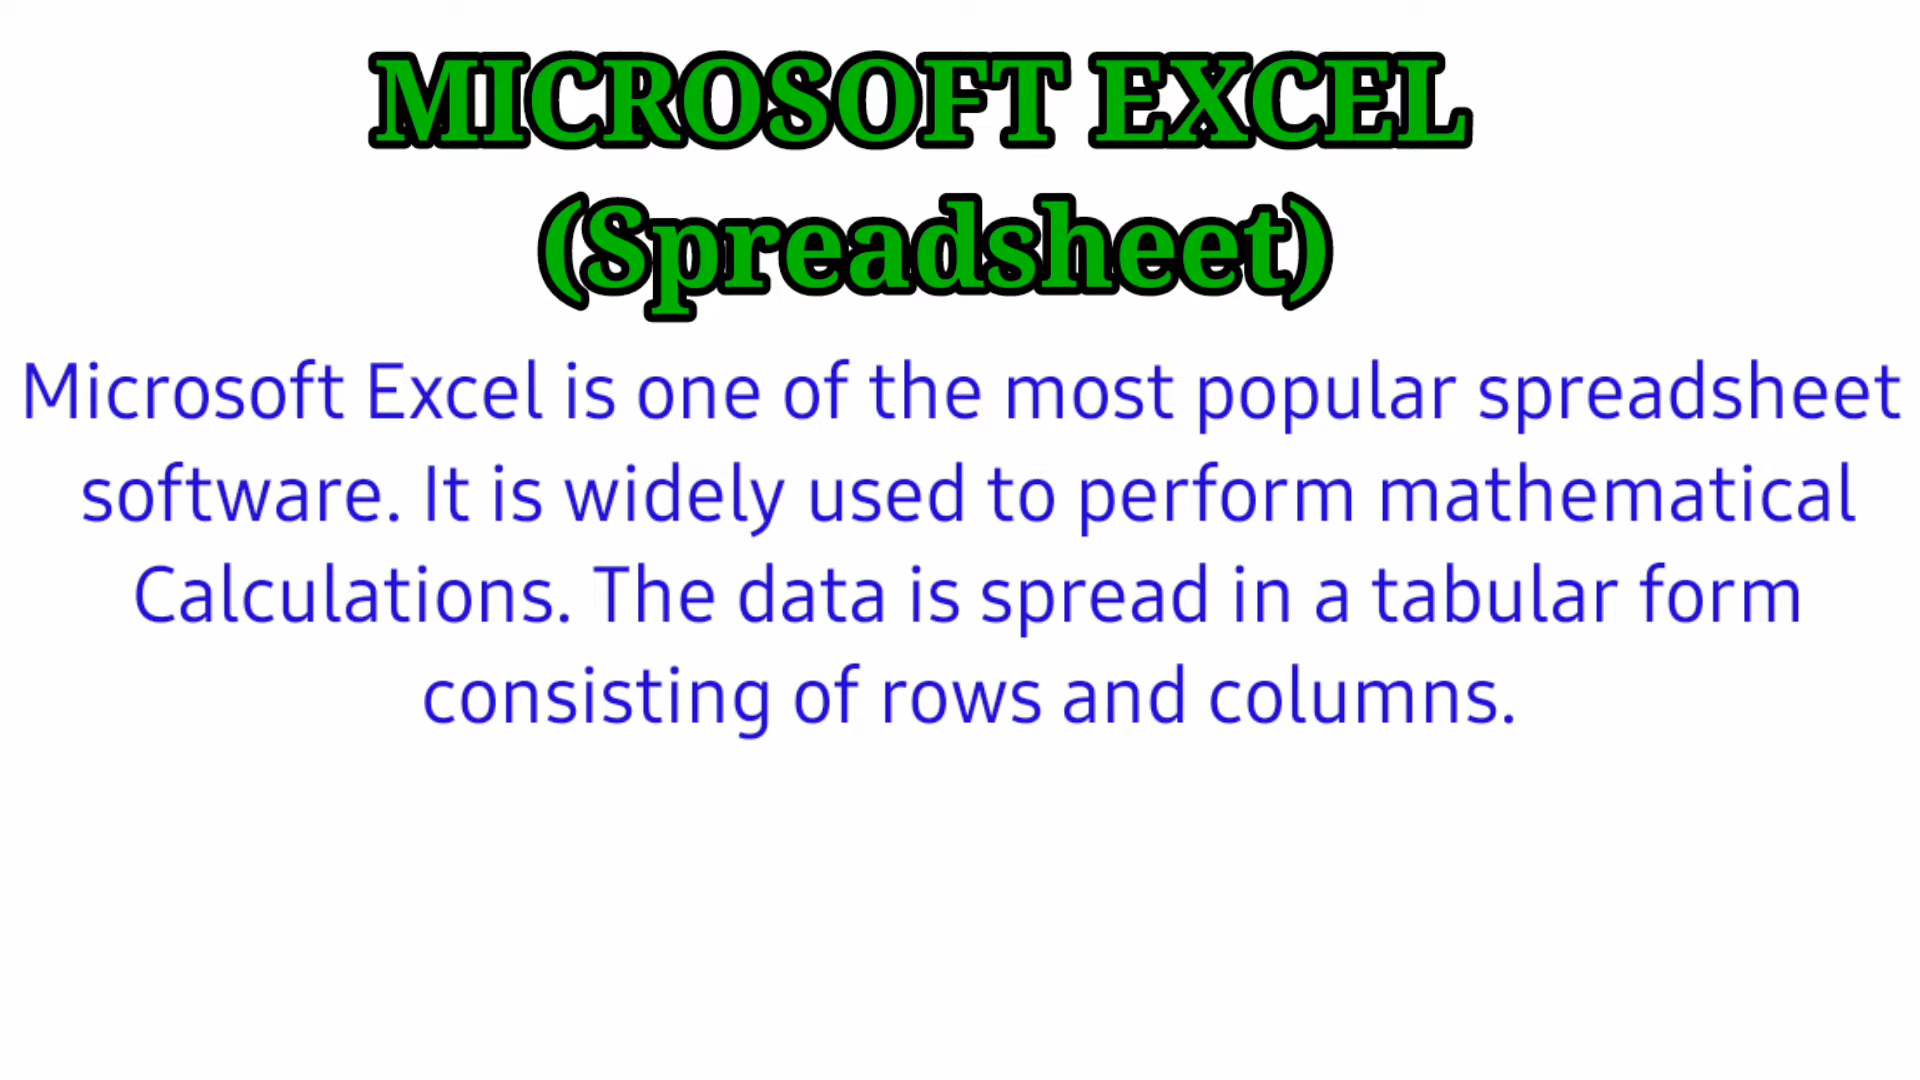 MICROSOFT EXCEL
(Spreadsheet)
Microsoft Excel is one of the most popular spreadsheet
software. It is widely used to perform mathematical
Calculations. The data is spread in a tabular form
consisting of rows and columns.